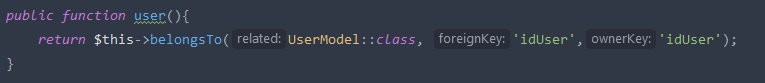 public function user(){
return $this->belongsTo( related: UserModel::class, foreignKey: 'idUser', ownerKey: 'idUser');
}